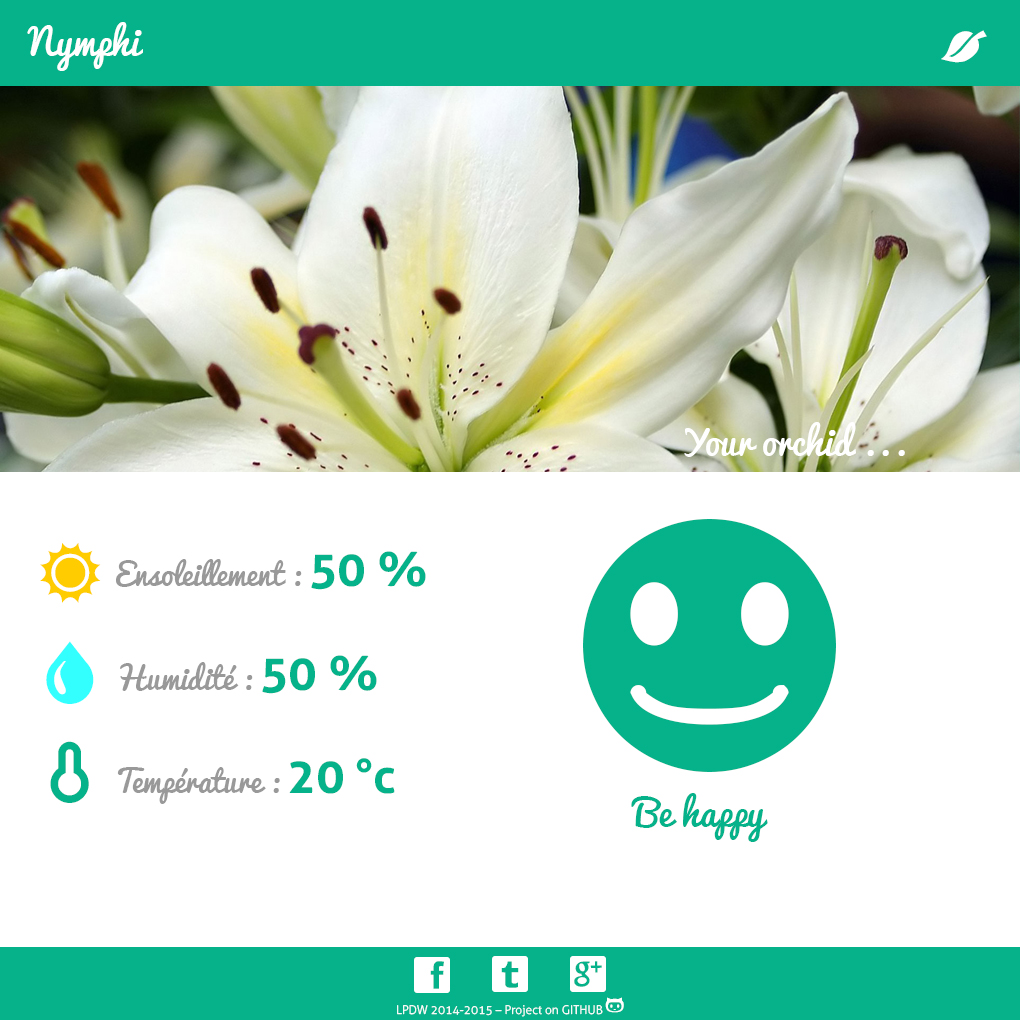 Nymphi
Your orchid . . .
Ensoleillement : 50 %
Humidité : 50 %
Température : 20 °c
Be happy
f
t
g+
LPDW 2014-2015 – Project on GITHUB